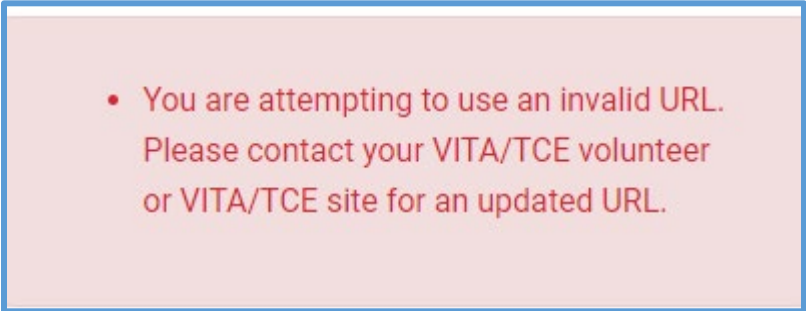 • You are attempting to use an invalid URL.
Please contact your VITA/TCE volunteer
or VITA/TCE site for an updated URL.